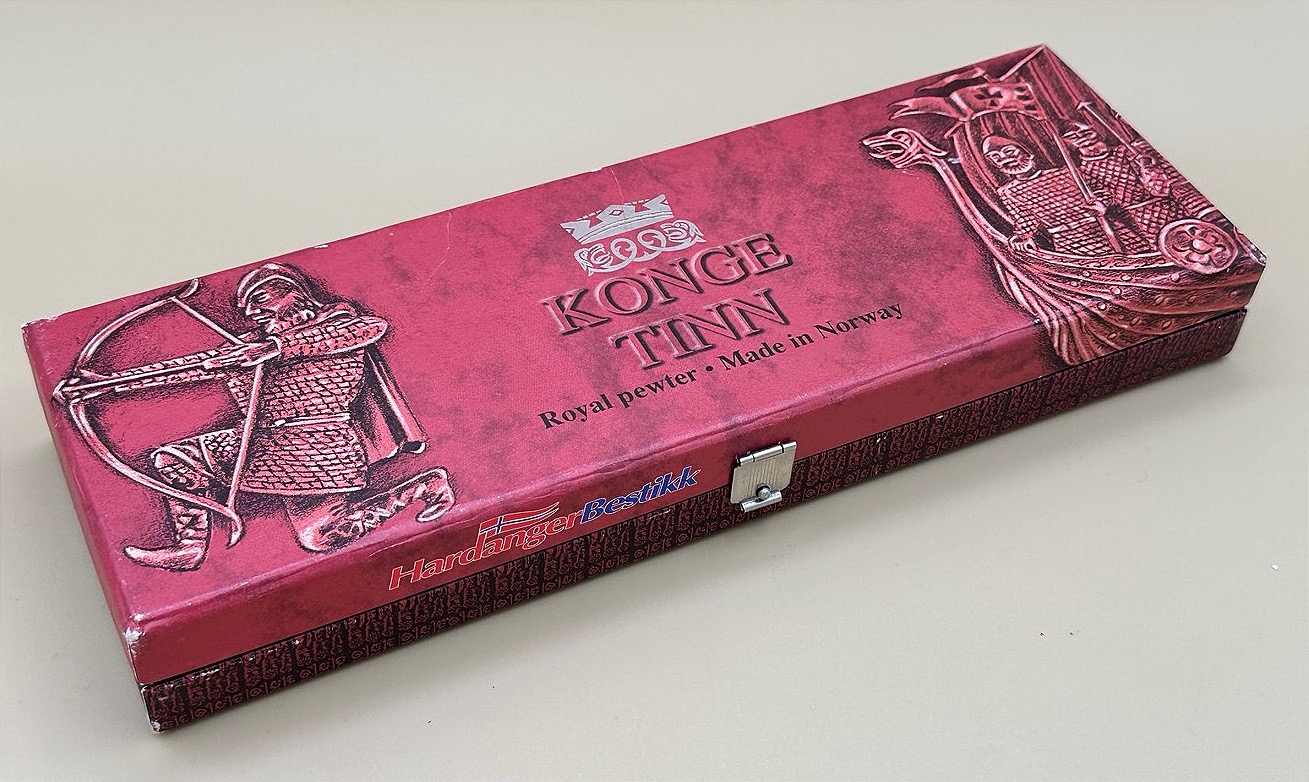 KONGE
TINN
Royal pewter • Made in Norway
HardangerBestikk